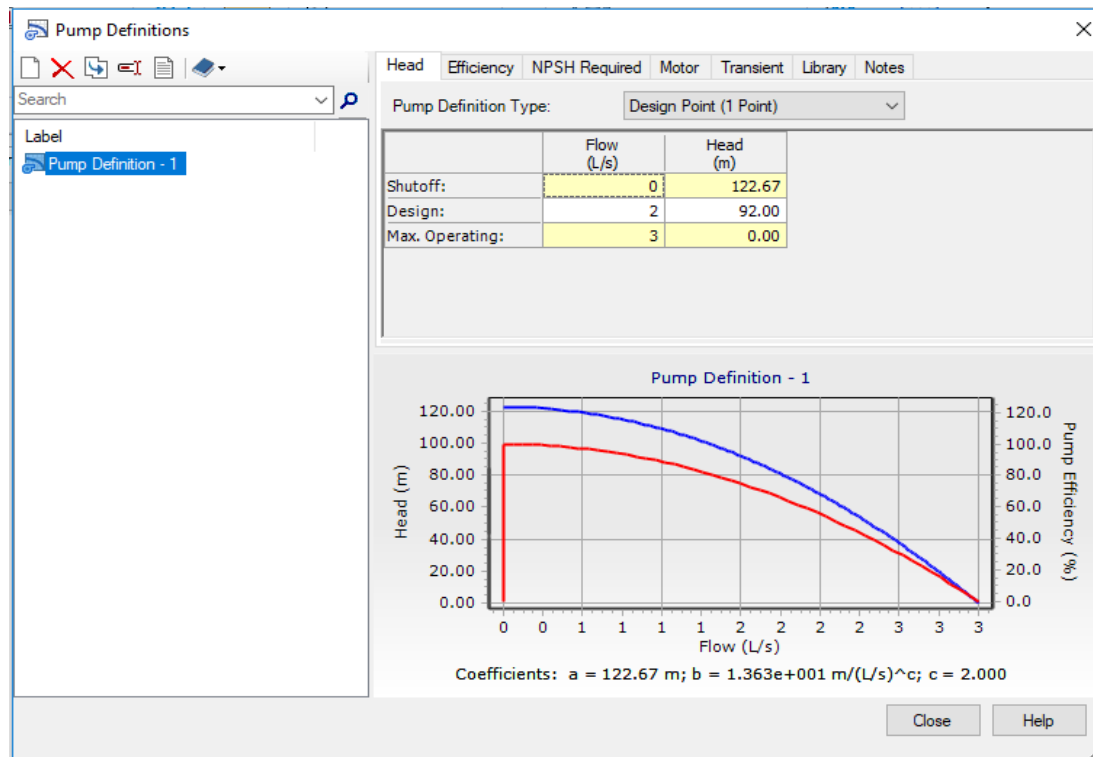 Pump Definitions
Search
Label
Pump Definition - 1
Head Efficiency NPSH Required Motor Transient Library Notes
Pump Definition Type: Design Point (1 Point)
Flow (L/s) Head (m)
Shutoff: 0 122.67
Design: 2 92.00
Max. Operating: 3 0.00
Pump Definition - 1
Head (m)
120.00
100.00
80.00
60.00
40.00
20.00
0.00
120.0
100.0
80.0
60.0
40.0
20.0
0.0
Pump Efficiency (%)
0 0 1 1 1 1 2 2 2 2 3 3 3
Flow (L/s)
Coefficients: a = 122.67 m; b = 1.363e+001 m/(L/s)^c; c = 2.000
Close Help